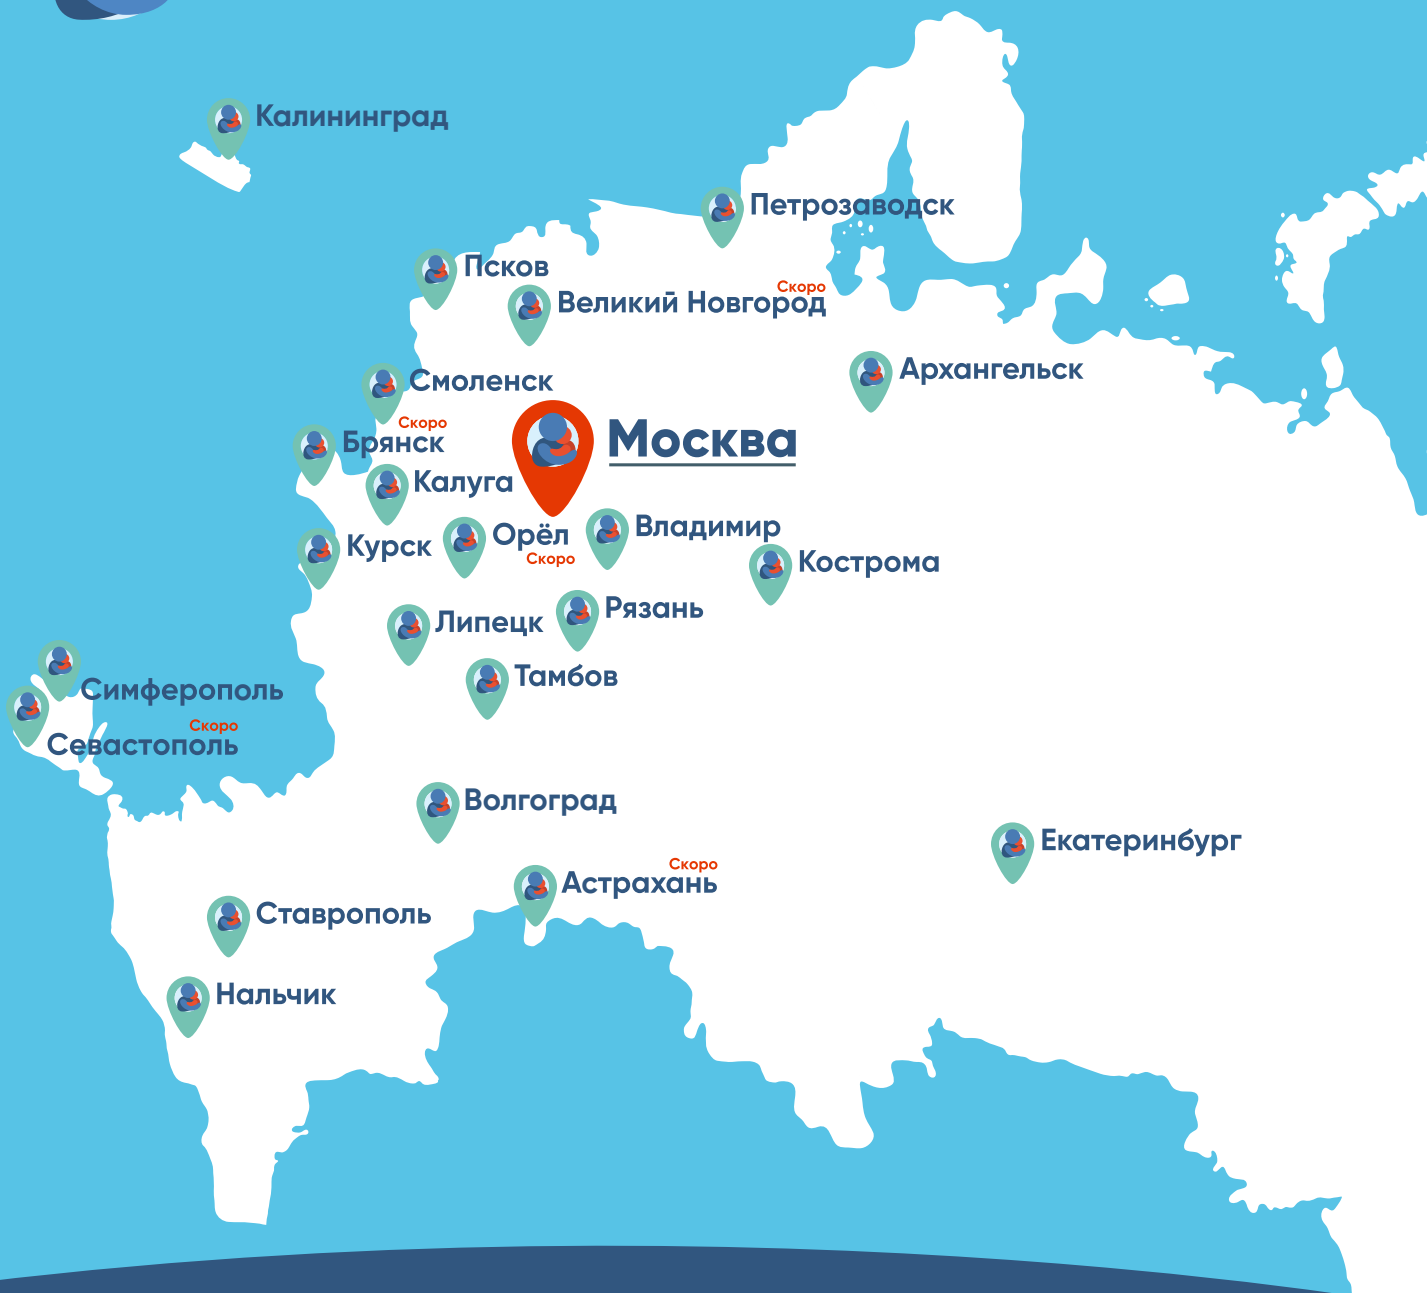 Калининград
Петрозаводск
Псков
Скоро
Великий Новгород
Архангельск
Смоленск
Скоро
Брянск
Москва
Калуга
Владимир
Орёл
Скоро
Курск
Кострома
Рязань
Липецк
Тамбов
Симферополь
Скоро
Севастополь
Волгоград
Екатеринбург
Скоро
Астрахань
Ставрополь
Нальчик